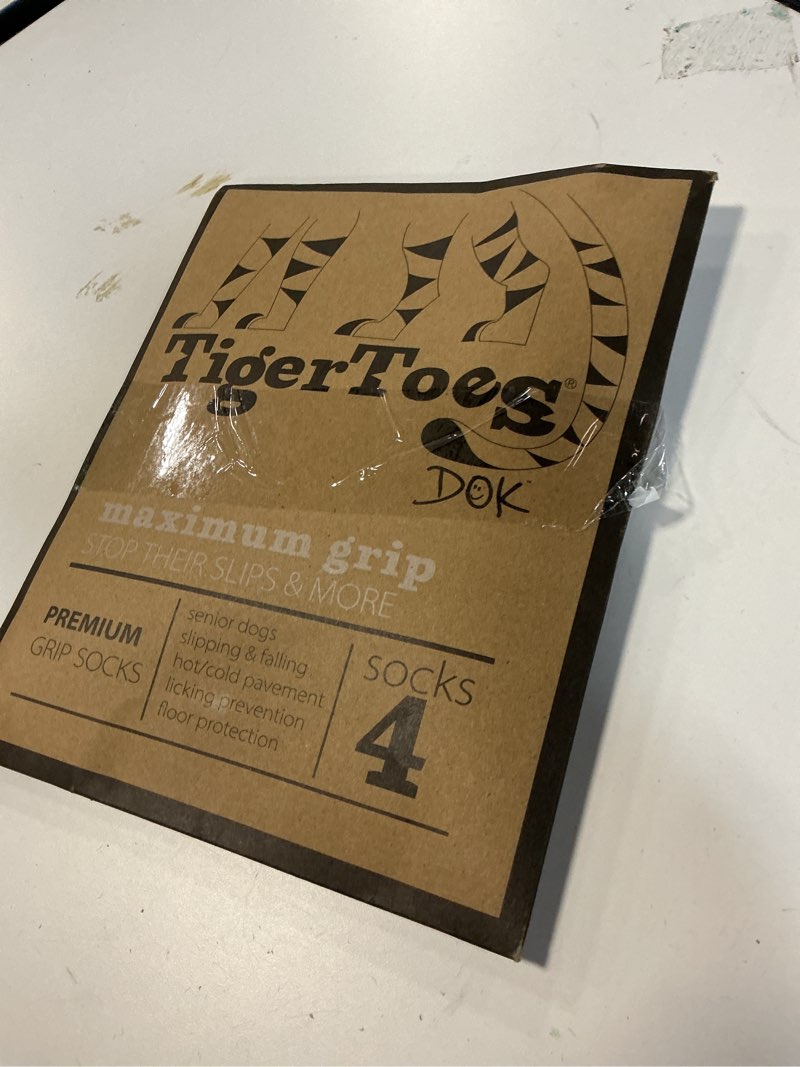 TigerToes®
DOK™
maximum grip
STOP THEIR SLIPS & MORE
PREMIUM
GRIP SOCKS
senior dogs
slipping & falling
hot/cold pavement
licking prevention
floor protection
SOCKS
4